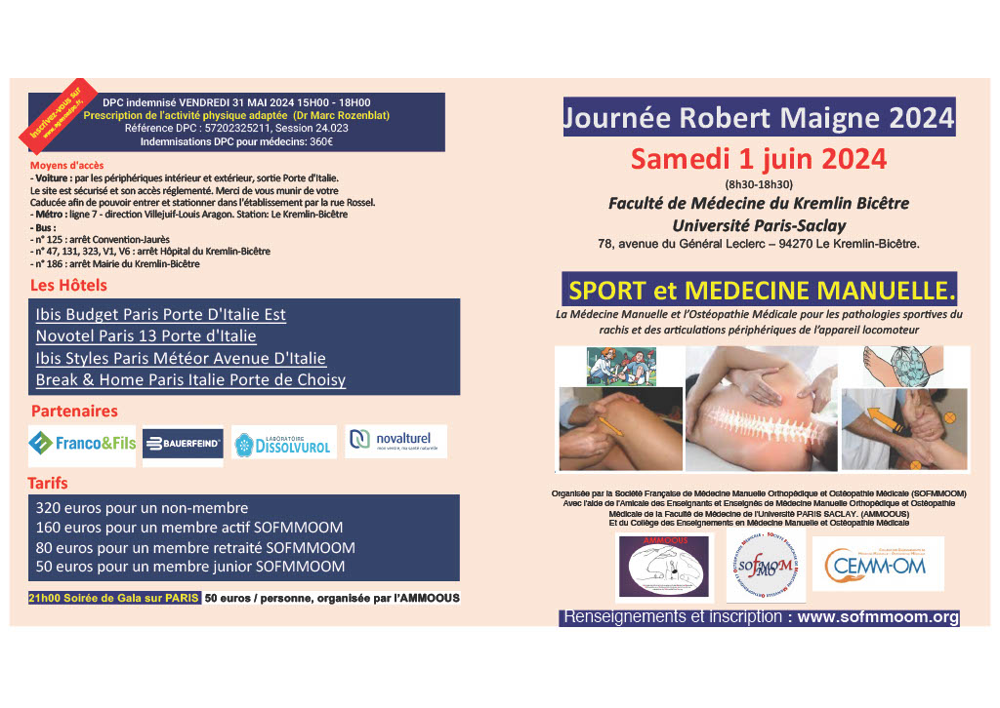 Inscrivez-vous sur
DPC indemnisé VENDREDI 31 MAI 2024 15H00 - 18H00
Prescription de l'activité physique adaptée (Dr Marc Rozenblat)
Référence DPC : 57202325211, Session 24.023
Indemnisations DPC pour médecins: 360€
Moyens d'accès
- Voiture : par les périphériques intérieur et extérieur, sortie Porte d'Italie.
Le site est sécurisé et son accès réglementé. Merci de vous munir de votre
Caducée afin de pouvoir entrer et stationner dans l'établissement par la rue Rossel.
- Métro : ligne 7 - direction Villejuif-Louis Aragon. Station: Le Kremlin-Bicêtre
- Bus :
- n° 125 : arrêt Convention-Jaurès
- n° 47, 131, 323, V1, V6 : arrêt Hôpital du Kremlin-Bicêtre
- n° 186 : arrêt Mairie du Kremlin-Bicêtre
Les Hôtels
Ibis Budget Paris Porte D'Italie Est
Novotel Paris 13 Porte d'Italie
Ibis Styles Paris Météor Avenue D'Italie
Break & Home Paris Italie Porte de Choisy
Partenaires
Franco&Fils
BAUERFEIND
LABORATOIRE
DISSOLVUROL
novalturel
mon ventre, ma santé naturelle
Tarifs
320 euros pour un non-membre
160 euros pour un membre actif SOFMMOOM
80 euros pour un membre retraité SOFMMOOM
50 euros pour un membre junior SOFMMOOM
21h00 Soirée de Gala sur PARIS 50 euros / personne, organisée par l'AMMOOUS
Journée Robert Maigne 2024
Samedi 1 juin 2024
(8h30-18h30)
Faculté de Médecine du Kremlin Bicêtre
Université Paris-Saclay
78, avenue du Général Leclerc – 94270 Le Kremlin-Bicêtre.
SPORT et MEDECINE MANUELLE.
La Médecine Manuelle et l'Ostéopathie Médicale pour les pathologies sportives du
rachis et des articulations périphériques de l'appareil locomoteur
Organisée par la Société Française de Médecine Manuelle Orthopédique et Ostéopathie Médicale (SOFMMOOM)
Avec l'aide de l'Amicale des Enseignants et Enseignés de Médecine Manuelle Orthopédique et Ostéopathie
Médicale de la Faculté de Médecine de l'Université PARIS SACLAY. (AMMOOUS)
Et du Collège des Enseignements en Médecine Manuelle et Ostéopathie Médicale
AMMOOUS
CEMM-OM
Renseignements et inscription : www.sofmmoom.org